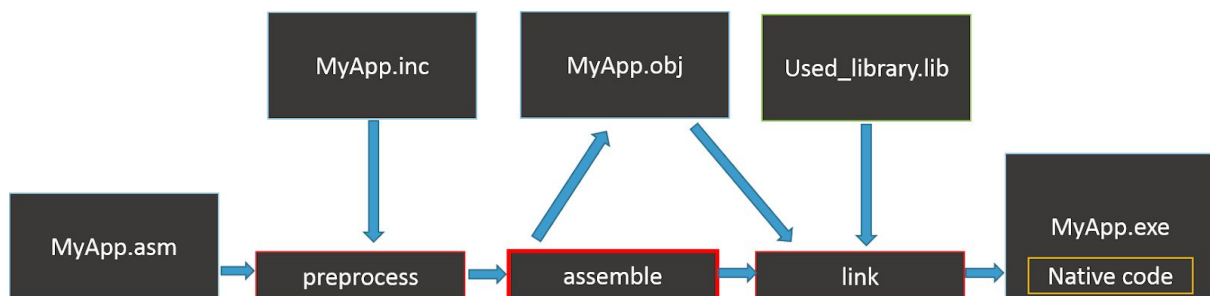 MyApp.inc
MyApp.obj
Used_library.lib
MyApp.asm
preprocess
assemble
link
MyApp.exe
Native code